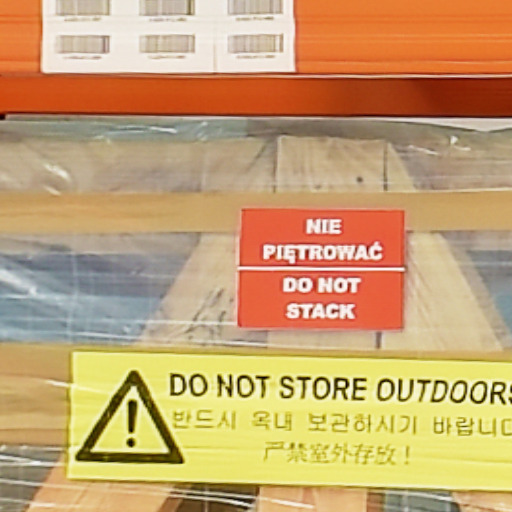 NIE
PIĘTROWAĆ
DO NOT
STACK
DO NOT STORE OUTDOORS
반드시 옥내 보관하시기 바랍니다
严禁室外存放！